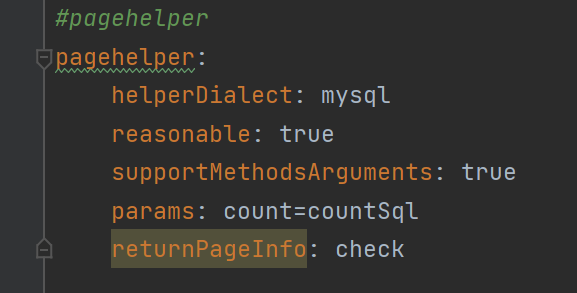 #pagehelper
pagehelper:
helperDialect: mysql
reasonable: true
supportMethodsArguments: true
params: count=countSql
returnPageInfo: check